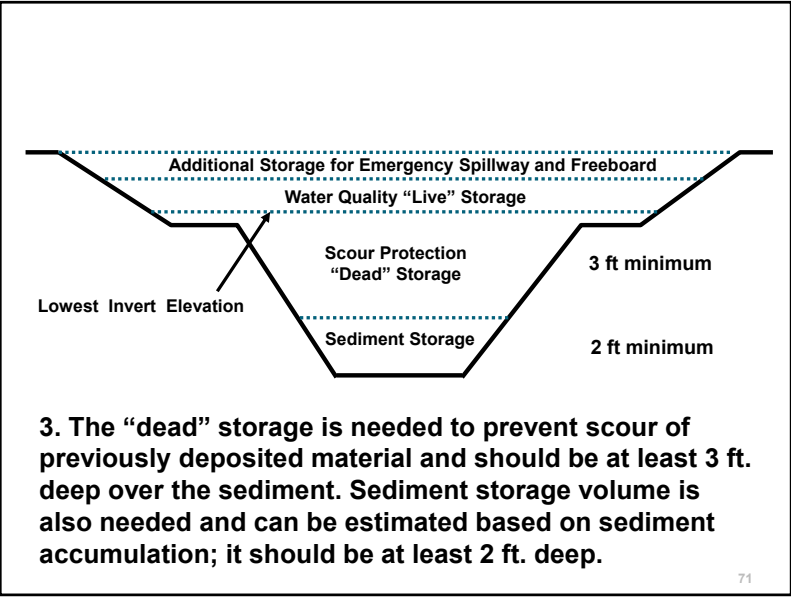 Additional Storage for Emergency Spillway and Freeboard
Water Quality “Live” Storage
Scour Protection
“Dead” Storage
3 ft minimum
Lowest Invert Elevation
Sediment Storage
2 ft minimum
3. The “dead” storage is needed to prevent scour of
previously deposited material and should be at least 3 ft.
deep over the sediment. Sediment storage volume is
also needed and can be estimated based on sediment
accumulation; it should be at least 2 ft. deep.
71